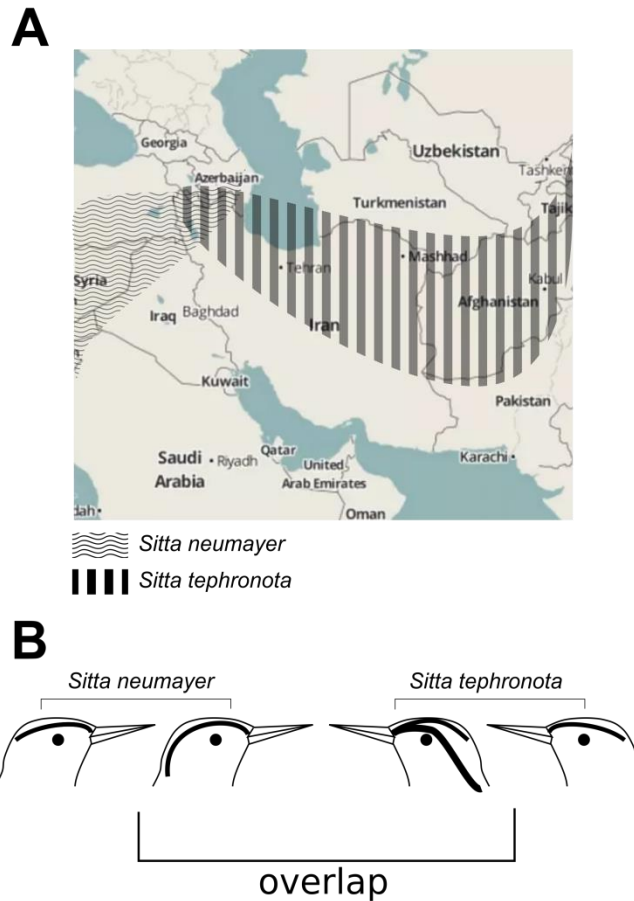 A
Georgia
Uzbekistan
Azerbaijan
Tashken
Turkmenistan
Tajik
Mashhad
Tehran
Syria
Kabul
Afghanistan
Iraq Baghdad
Iran
Kuwait
Pakistan
Saudi Arabia
Riyadh
Qatar
United Arab Emirates
Karachi
dah
Oman
Sitta neumayer
Sitta tephronota
B
Sitta neumayer
Sitta tephronota
overlap